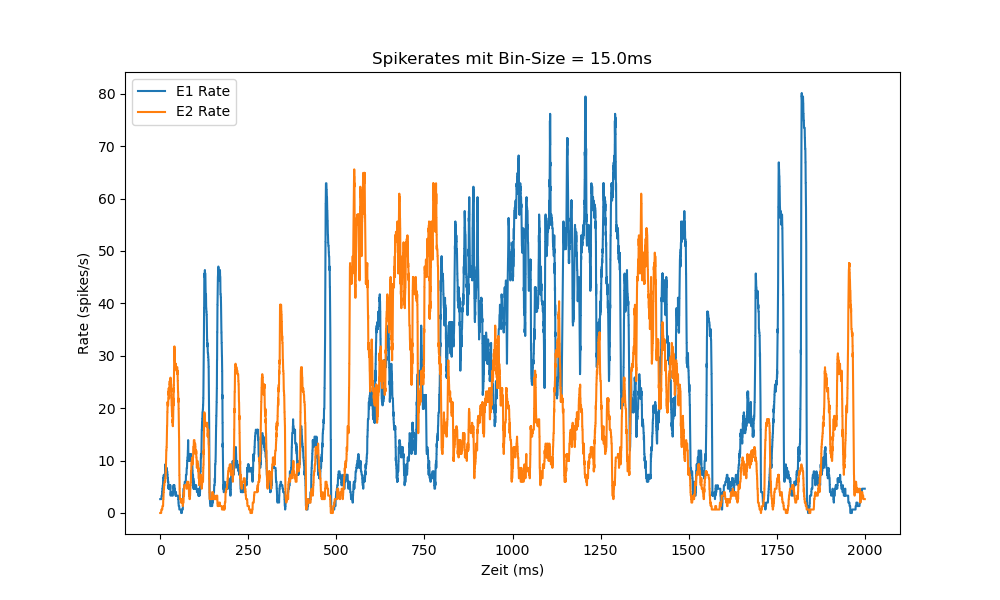 Spikerates mit Bin-Size = 15.0ms
E1 Rate
E2 Rate
80
70
60
50
40
30
20
10
0
Rate (spikes/s)
0 250 500 750 1000 1250 1500 1750 2000
Zeit (ms)